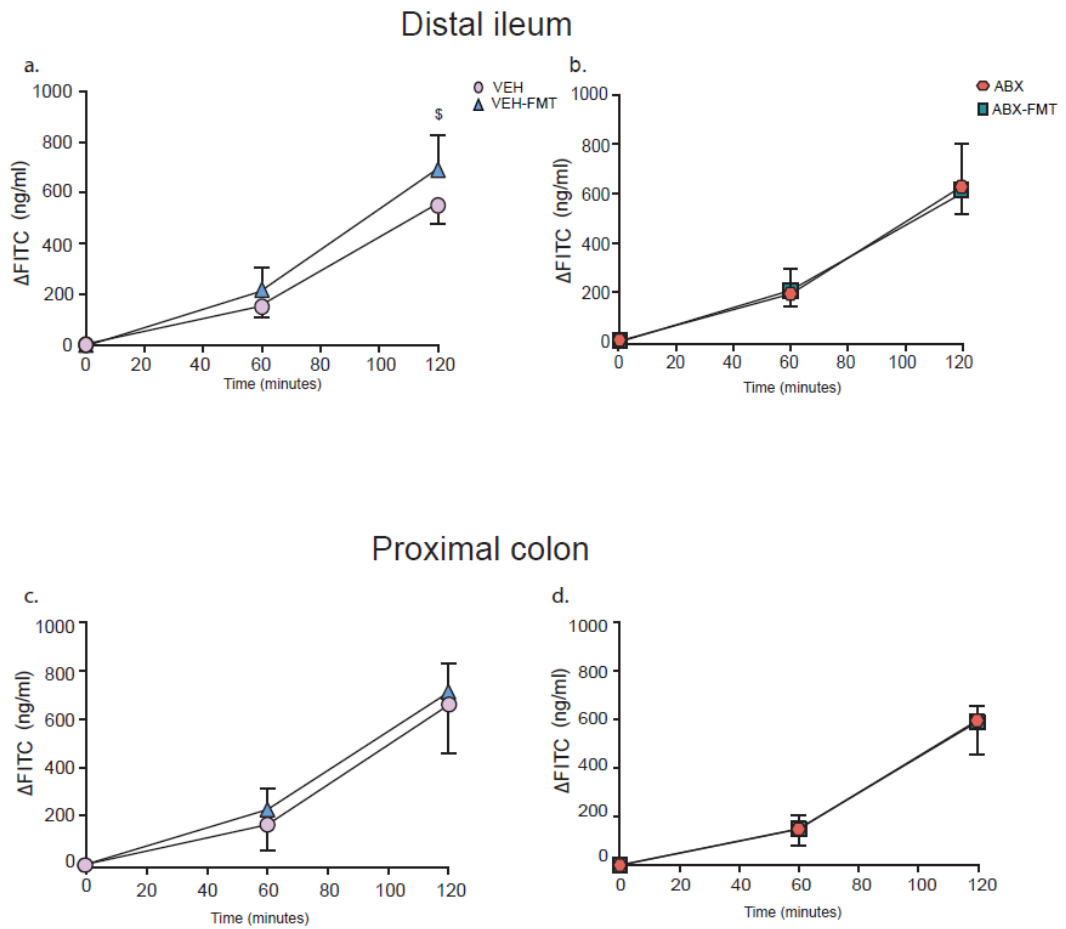 Distal ileum
a.
VEH
VEH-FMT
$
1000
800
600
400
200
0
ΔFITC (ng/ml)
0 20 40 60 80 100 120
Time (minutes)
b.
ABX
ABX-FMT
1000
800
600
400
200
0
ΔFITC (ng/ml)
0 20 40 60 80 100 120
Time (minutes)
Proximal colon
c.
1000
800
600
400
200
0
ΔFITC (ng/ml)
0 20 40 60 80 100 120
Time (minutes)
d.
1000
800
600
400
200
0
ΔFITC (ng/ml)
0 20 40 60 80 100 120
Time (minutes)